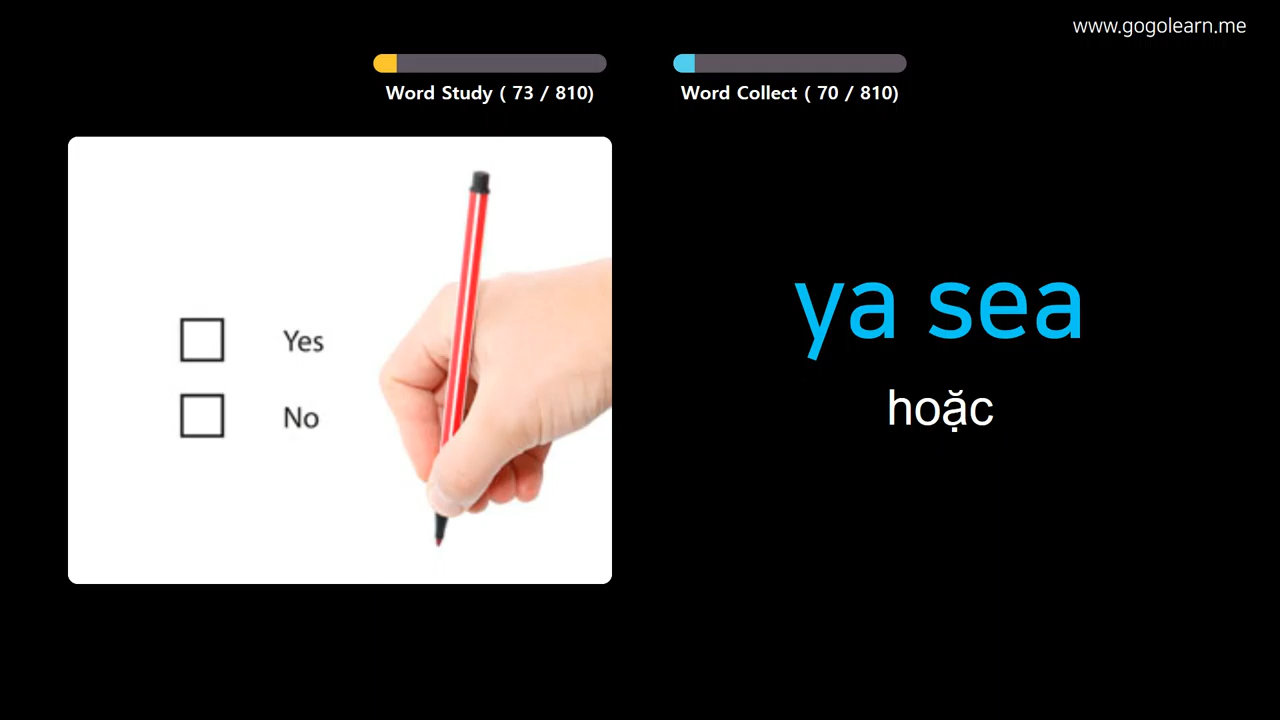 www.gogolearn.me
Word Study ( 73 / 810)
Word Collect ( 70 / 810)
Yes
No
ya sea
hoặc